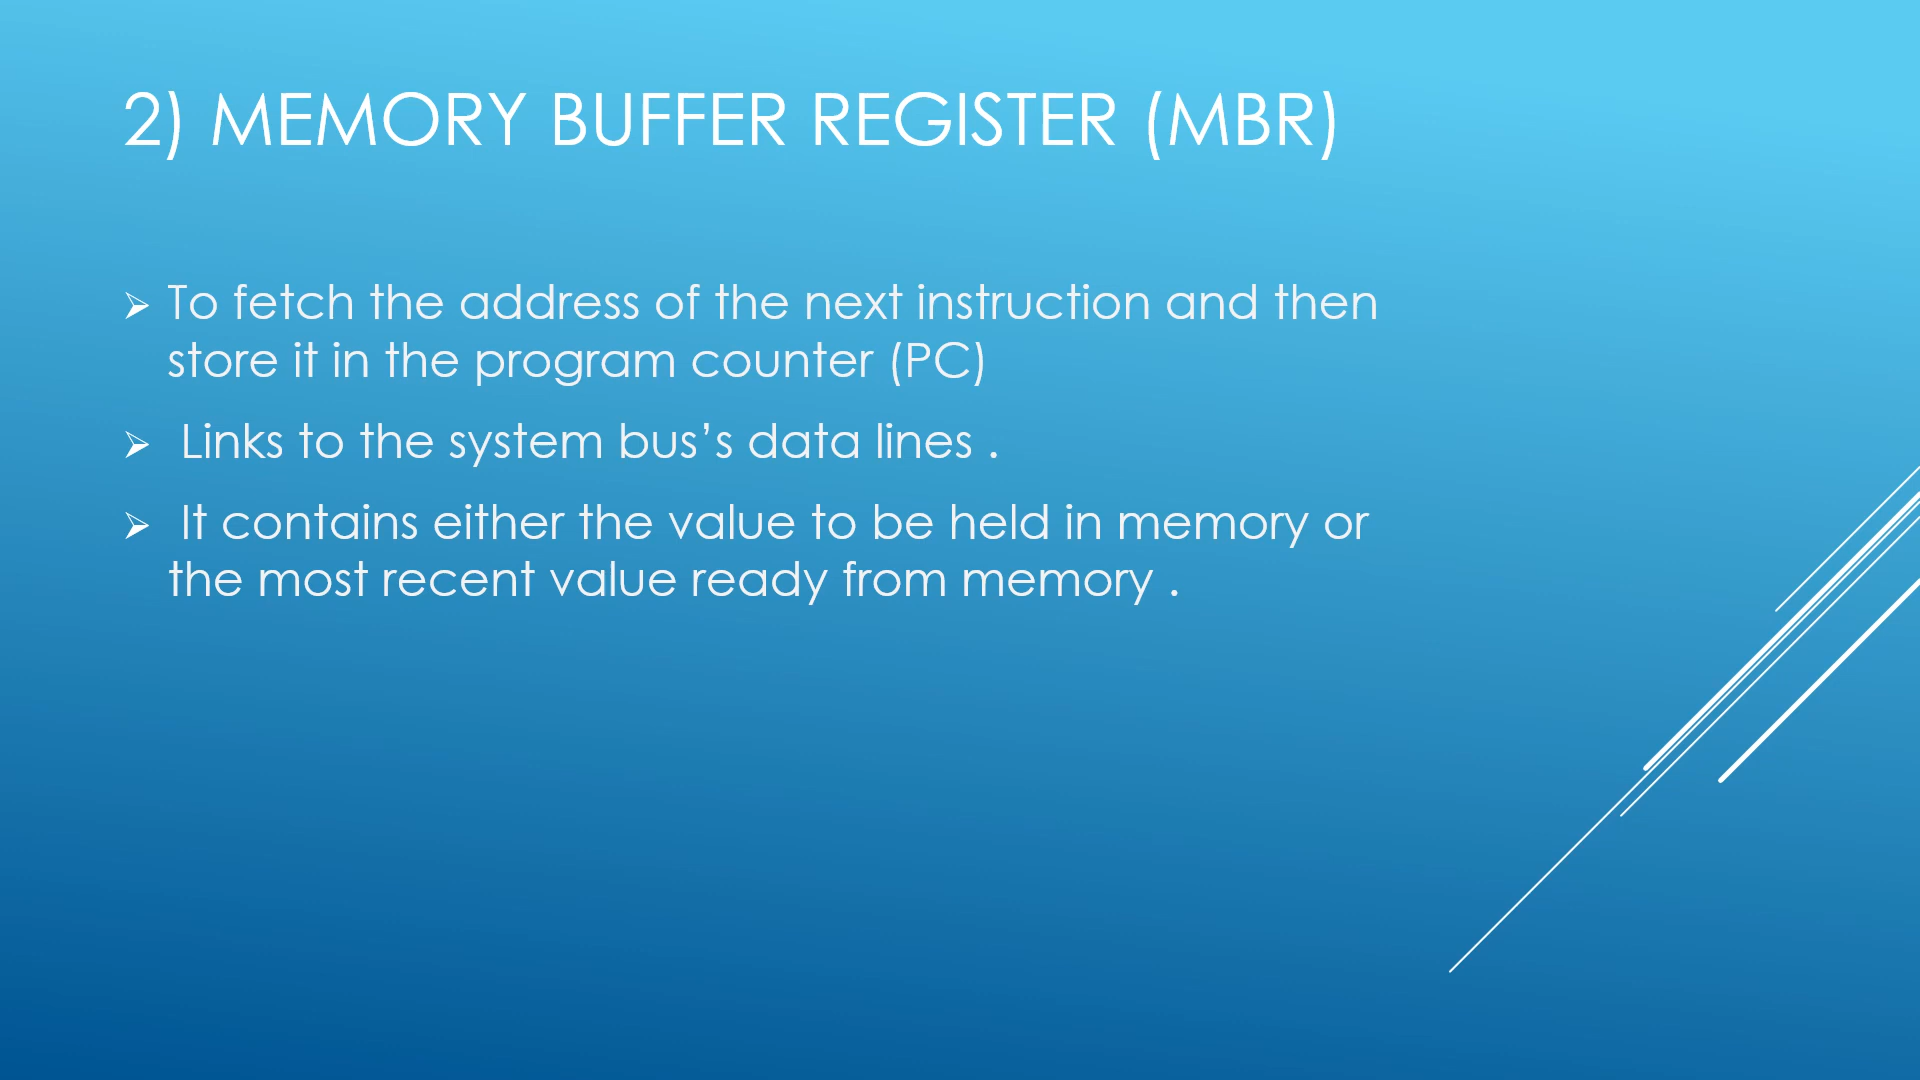 2) MEMORY BUFFER REGISTER (MBR)
➢ To fetch the address of the next instruction and then
store it in the program counter (PC)
➢ Links to the system bus’s data lines .
➢ It contains either the value to be held in memory or
the most recent value ready from memory .